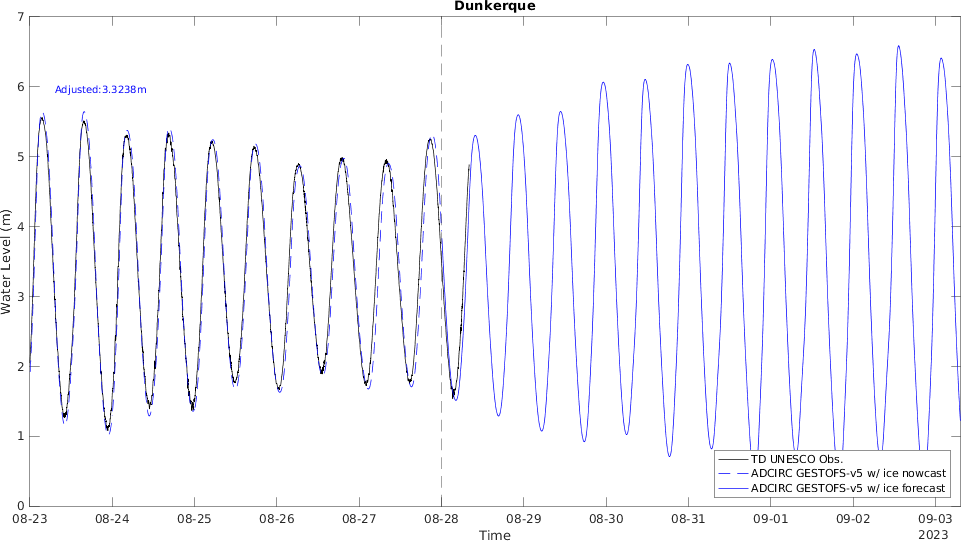 Dunkerque
7
6
5
4
3
2
1
0
Water Level (m)
Adjusted:3.3238m
TD UNESCO Obs.
ADCIRC GESTOFS-v5 w/ ice nowcast
ADCIRC GESTOFS-v5 w/ ice forecast
08-23 08-24 08-25 08-26 08-27 08-28 08-29 08-30 08-31 09-01 09-02 09-03
Time
2023